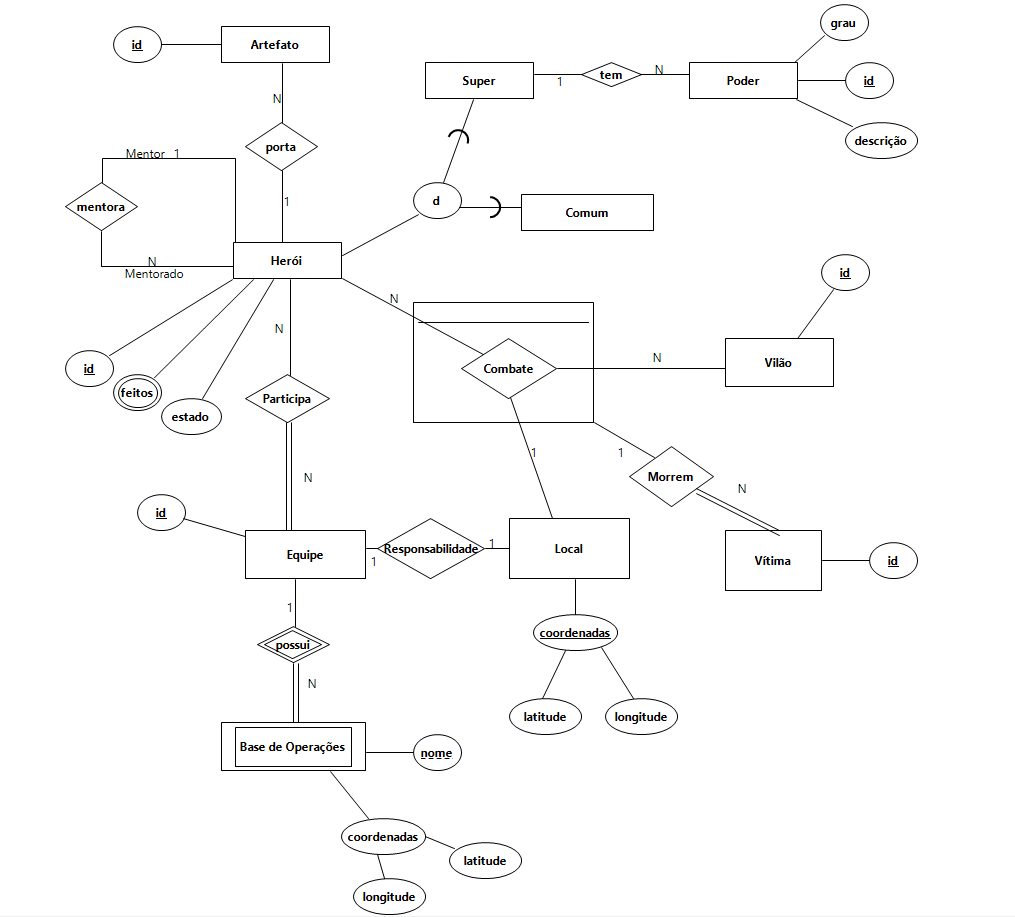 grau
id
Artefato
Super
1
tem
N
Poder
id
N
descrição
porta
Mentor 1
mentora
1
d
Comum
N
Mentorado
Herói
id
N
N
Combate
N
Vilão
id
feitos
estado
Participa
1
1
Morrem
N
N
id
Equipe
1
Responsabilidade
1
Local
Vítima
id
1
possui
coordenadas
N
latitude
longitude
Base de Operações
nome
coordenadas
latitude
longitude